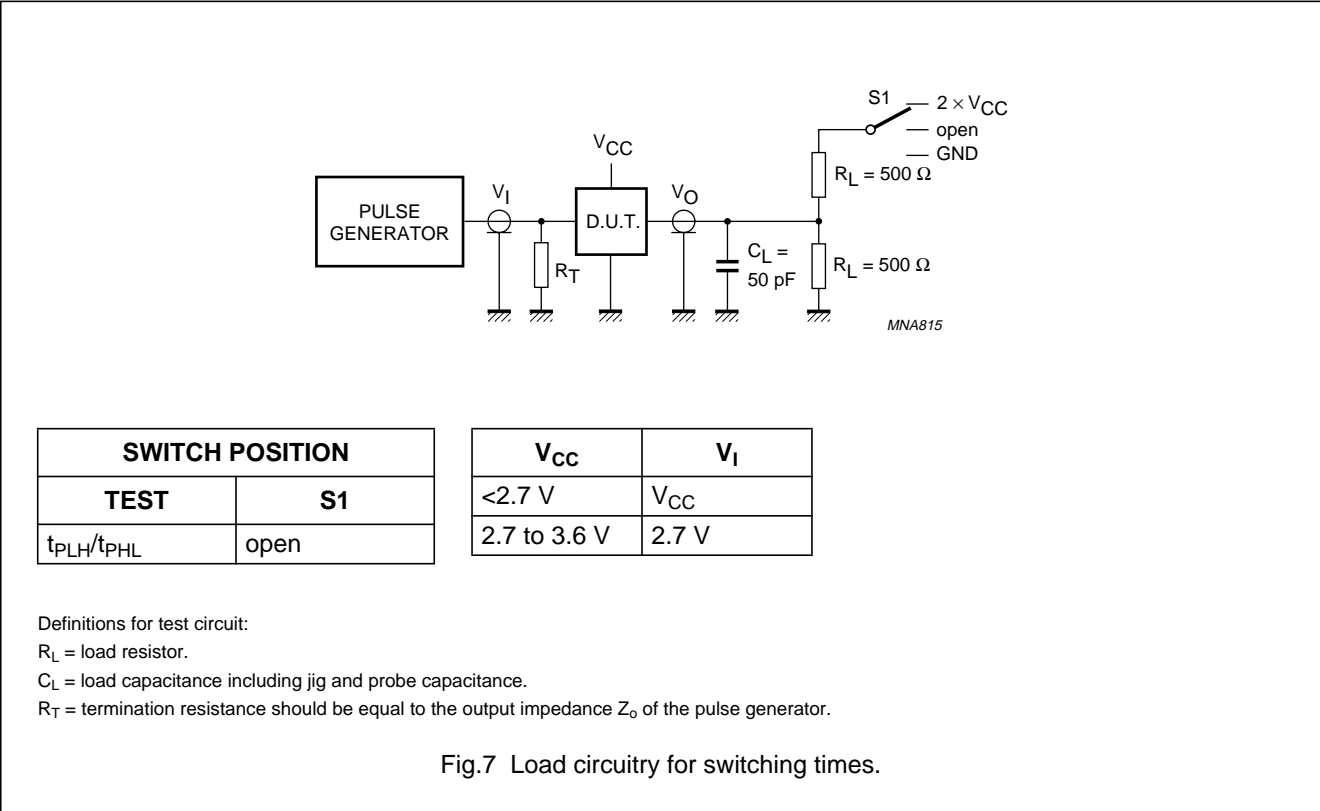 S1
2 × VCC
open
GND
VCC
RL = 500 Ω
VI
VO
PULSE
GENERATOR
D.U.T.
RT
CL =
50 pF
RL = 500 Ω
MNA815
SWITCH POSITION
TEST S1
tPLH/tPHL open
VCC VI
<2.7 V VCC
2.7 to 3.6 V 2.7 V
Definitions for test circuit:
RL = load resistor.
CL = load capacitance including jig and probe capacitance.
RT = termination resistance should be equal to the output impedance Zo of the pulse generator.
Fig.7 Load circuitry for switching times.